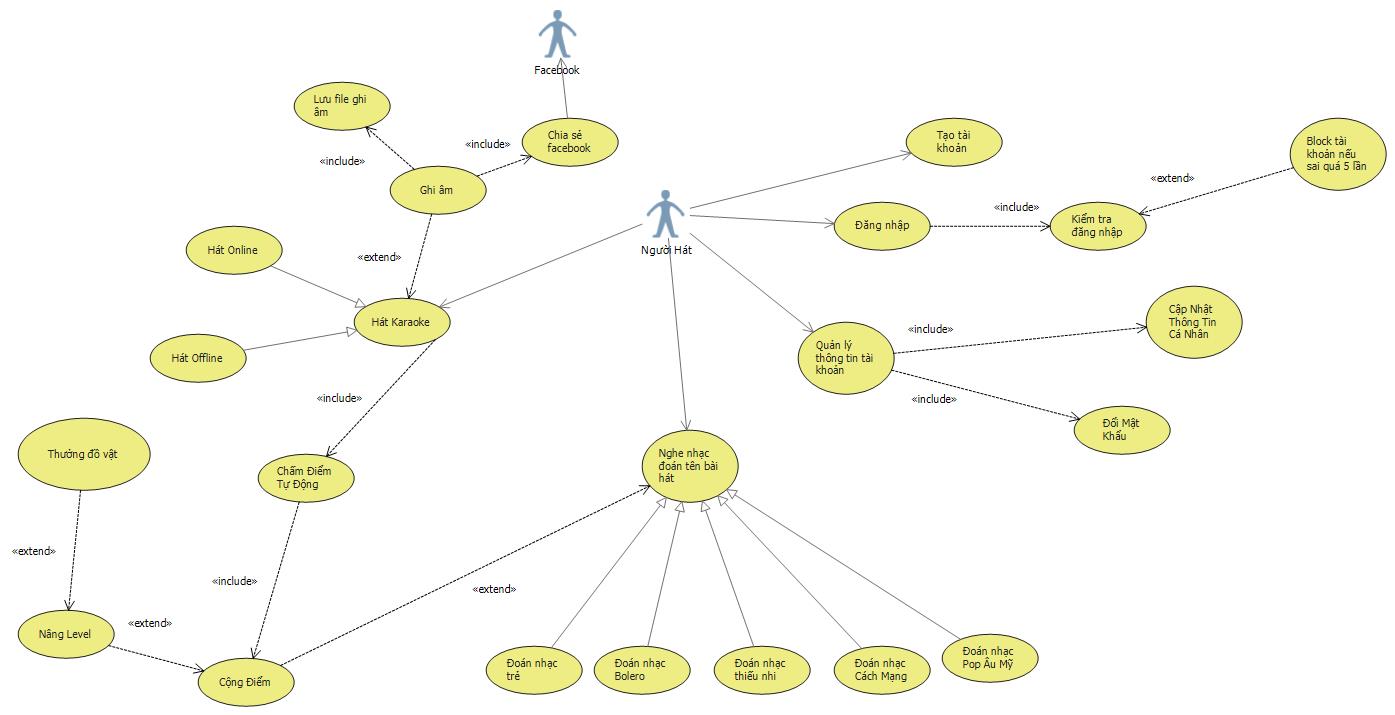 Facebook
Lưu file ghi
âm
«include»
«include»
Chia sẻ
facebook
Tạo tài
khoản
Block tài
khoản nếu
sai quá 5 lần
«extend»
Ghi âm
«include»
Kiểm tra
đăng nhập
Đăng nhập
Người Hát
Hát Online
«extend»
Hát Karaoke
Hát Offline
«include»
Cập Nhật
Thông Tin
Cá Nhân
Quản lý
thông tin tài
khoản
«include»
«include»
Đổi Mật
Khẩu
Thưởng đồ vật
Chấm Điểm
Tự Động
Nghe nhạc
đoán tên bài
hát
«extend»
«include»
«extend»
Nâng Level
«extend»
Cộng Điểm
Đoán nhạc
trẻ
Đoán nhạc
Bolero
Đoán nhạc
thiếu nhi
Đoán nhạc
Cách Mạng
Đoán nhạc
Pop Âu Mỹ